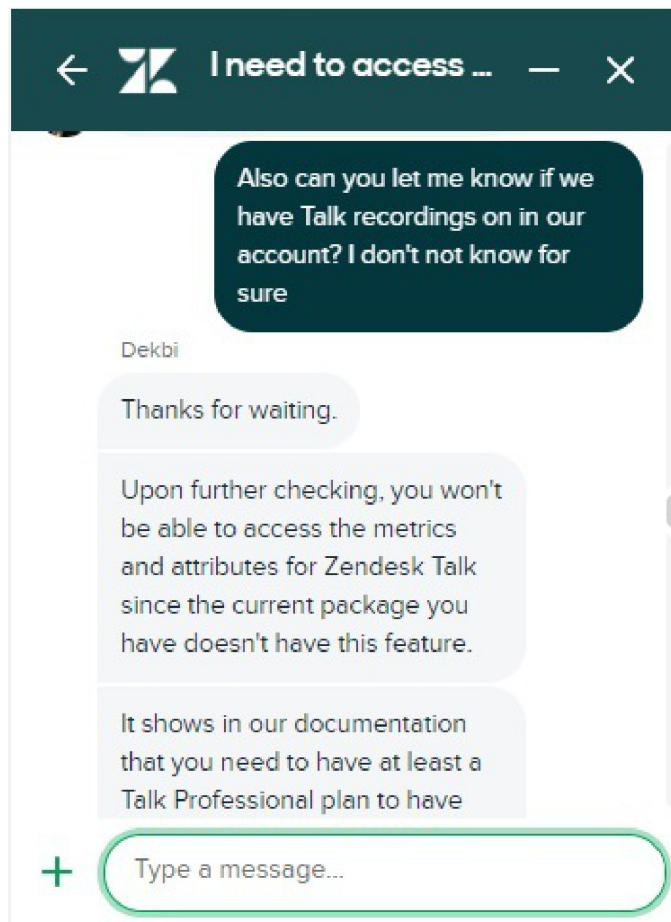 I need to access ...
Also can you let me know if we
have Talk recordings on in our
account? I don't not know for
sure
Dekbi
Thanks for waiting.
Upon further checking, you won't
be able to access the metrics
and attributes for Zendesk Talk
since the current package you
have doesn't have this feature.
It shows in our documentation
that you need to have at least a
Talk Professional plan to have
Type a message...